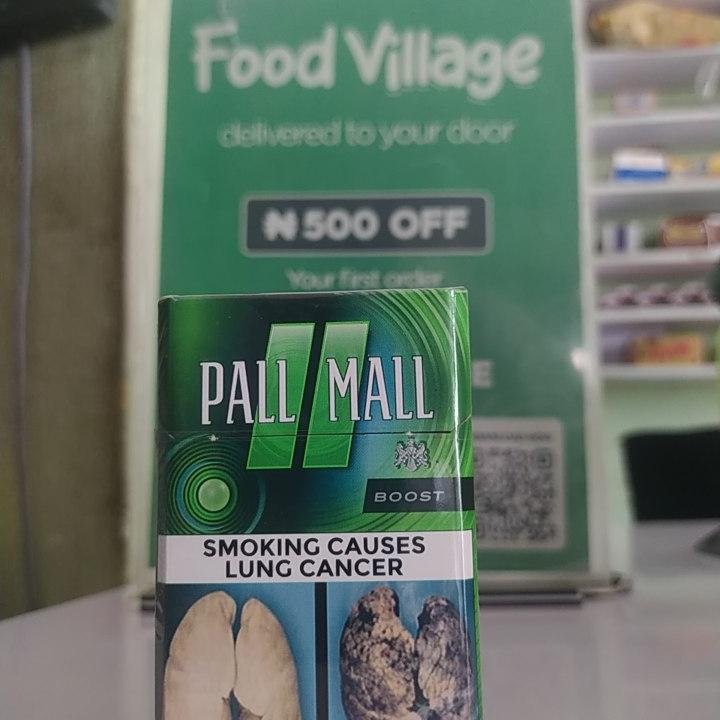 Food Village
delivered to your door
₦500 OFF
Your first order
PALL MALL
BOOST
SMOKING CAUSES
LUNG CANCER